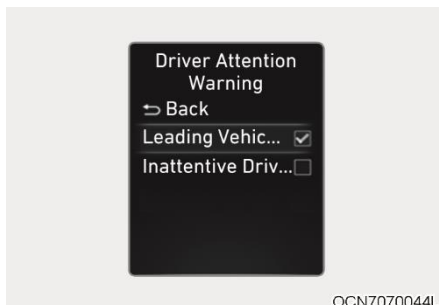 Driver Attention
Warning
Back
Leading Vehic...
Inattentive Driv...
OCN7070044L